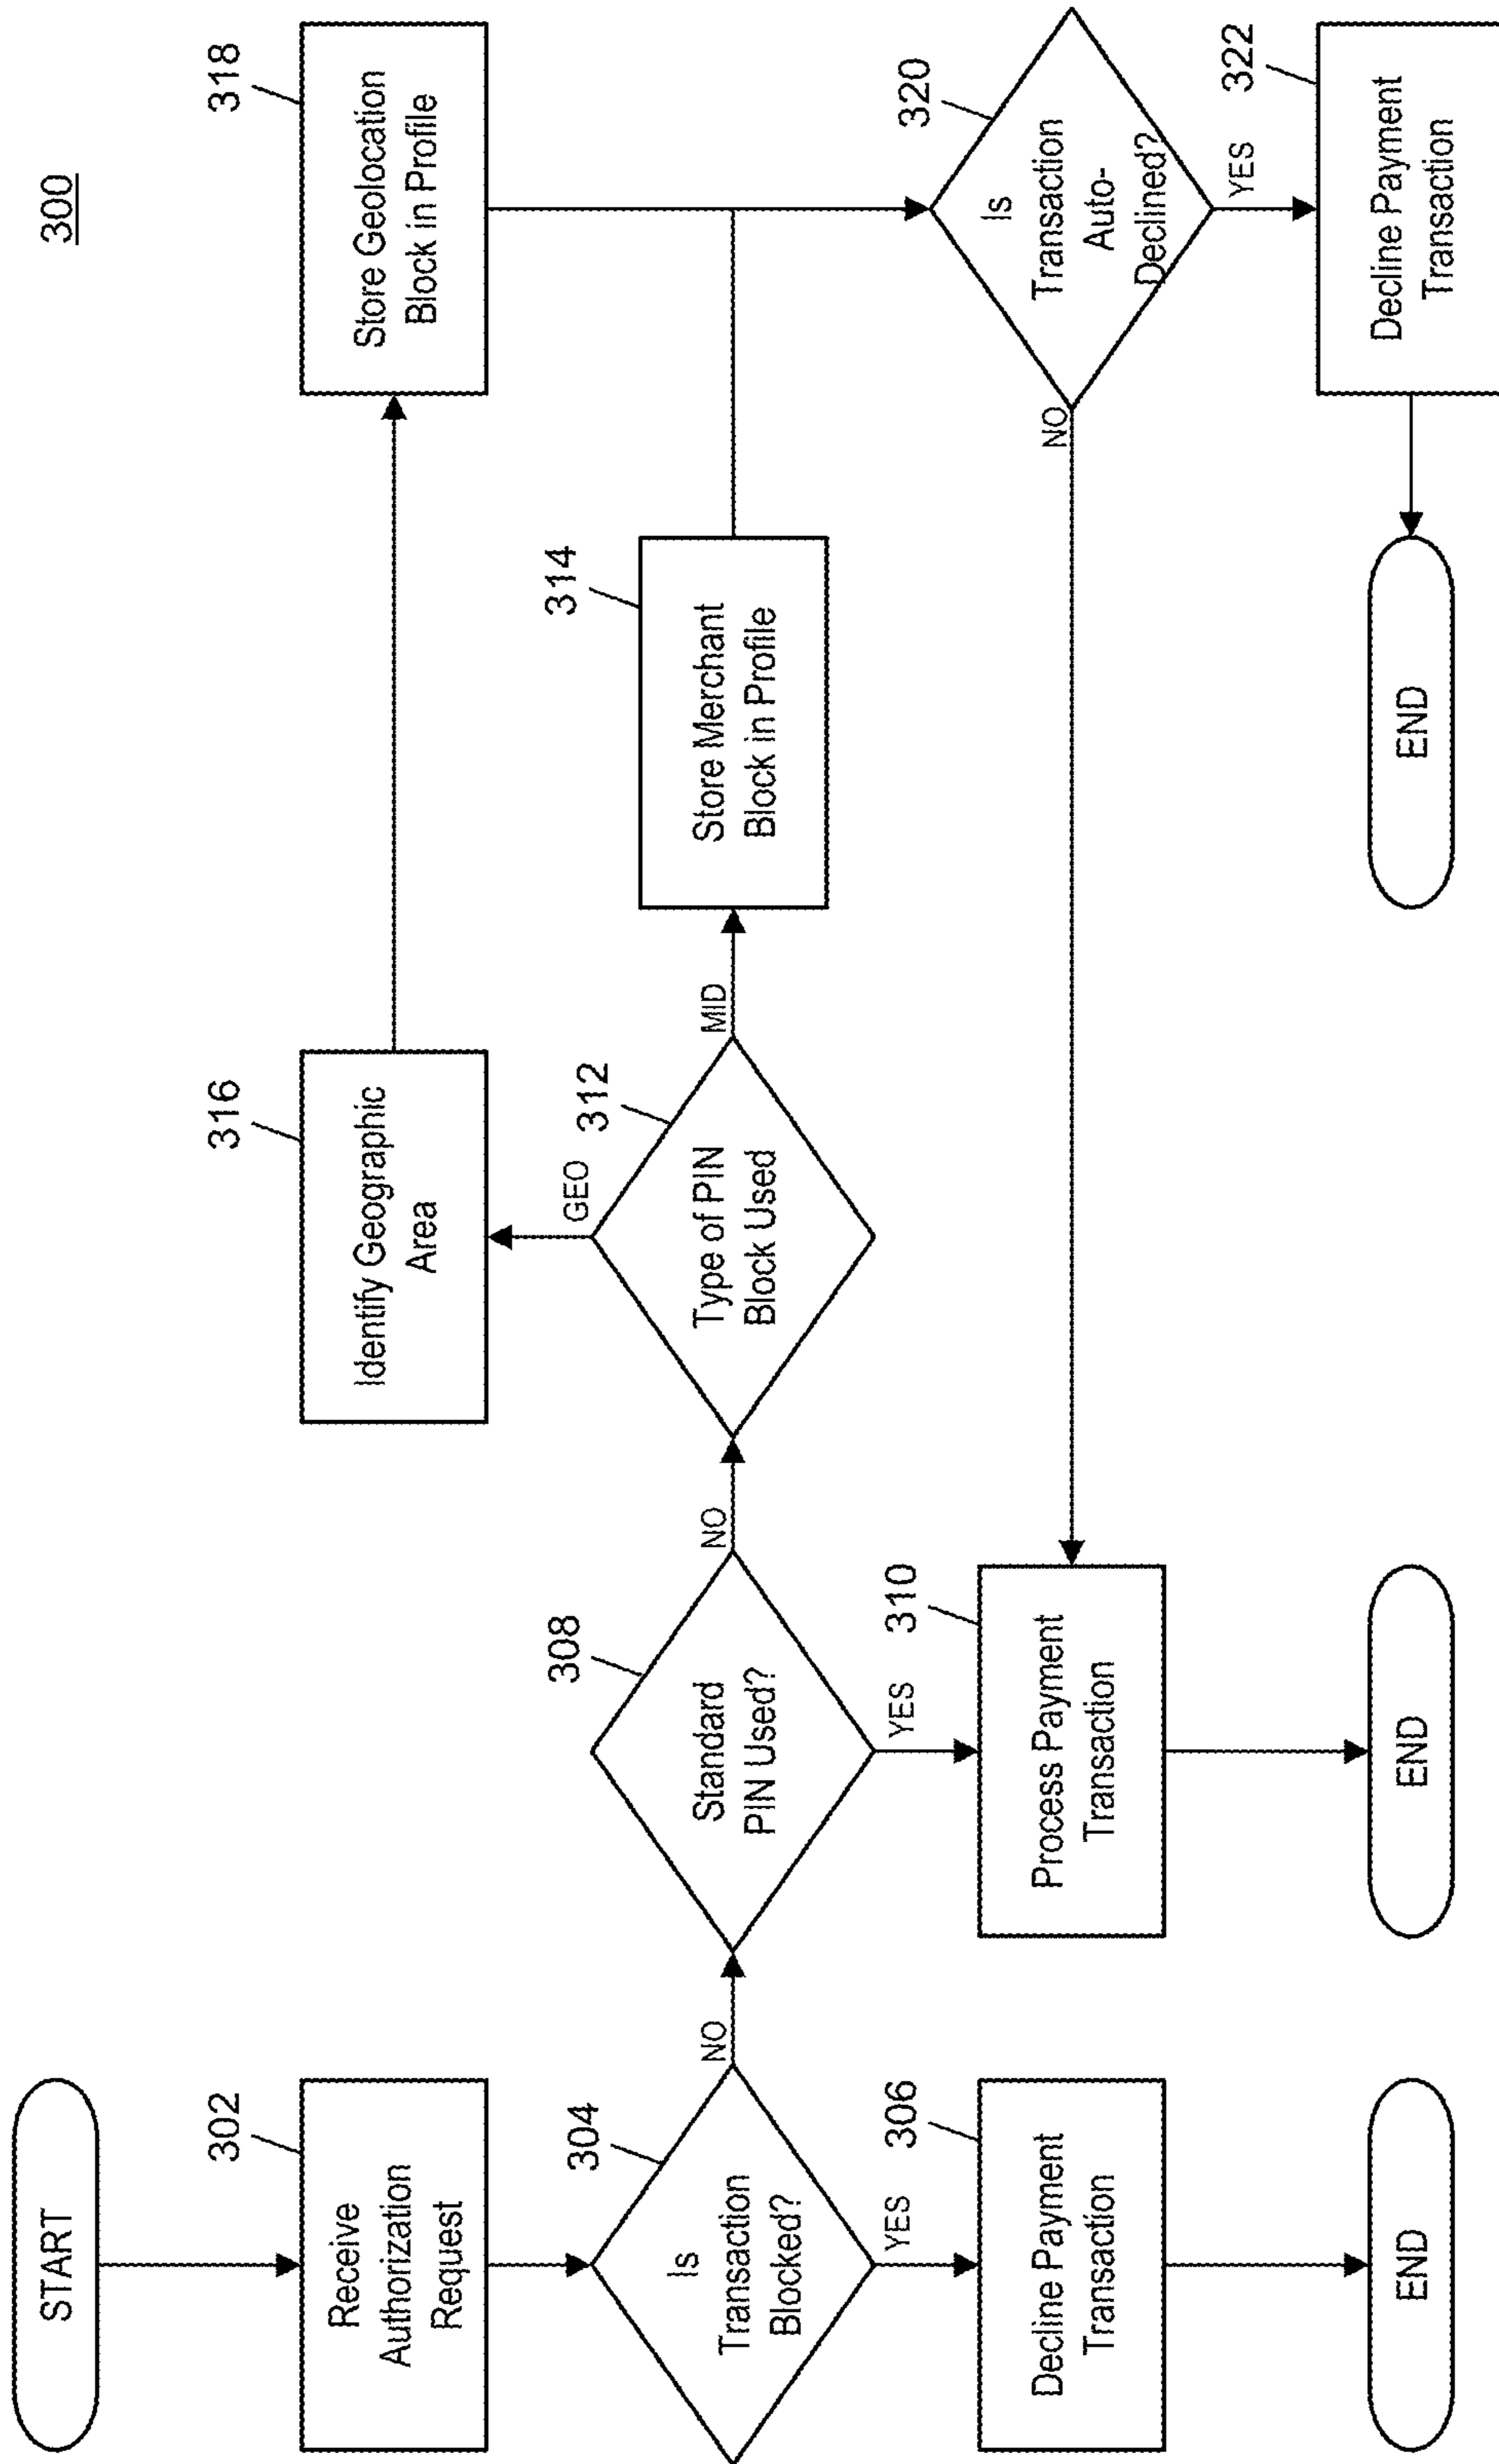 300
START
302
Receive
Authorization
Request
304
Is
Transaction
Blocked?
YES
NO
306
Decline Payment
Transaction
END
308
Standard
PIN Used?
YES
NO
310
Process Payment
Transaction
END
312
Type of PIN
Block Used
GEO
MID
316
Identify Geographic
Area
314
Store Merchant
Block in Profile
318
Store Geolocation
Block in Profile
320
Is
Transaction
Auto-
Declined?
NO
YES
322
Decline Payment
Transaction
END